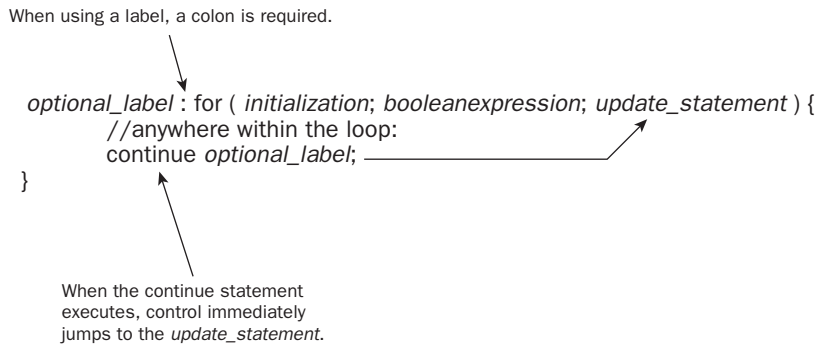 When using a label, a colon is required.
optional_label : for ( initialization; booleanexpression; update_statement ) {
//anywhere within the loop:
continue optional_label;
}
When the continue statement
executes, control immediately
jumps to the update_statement.